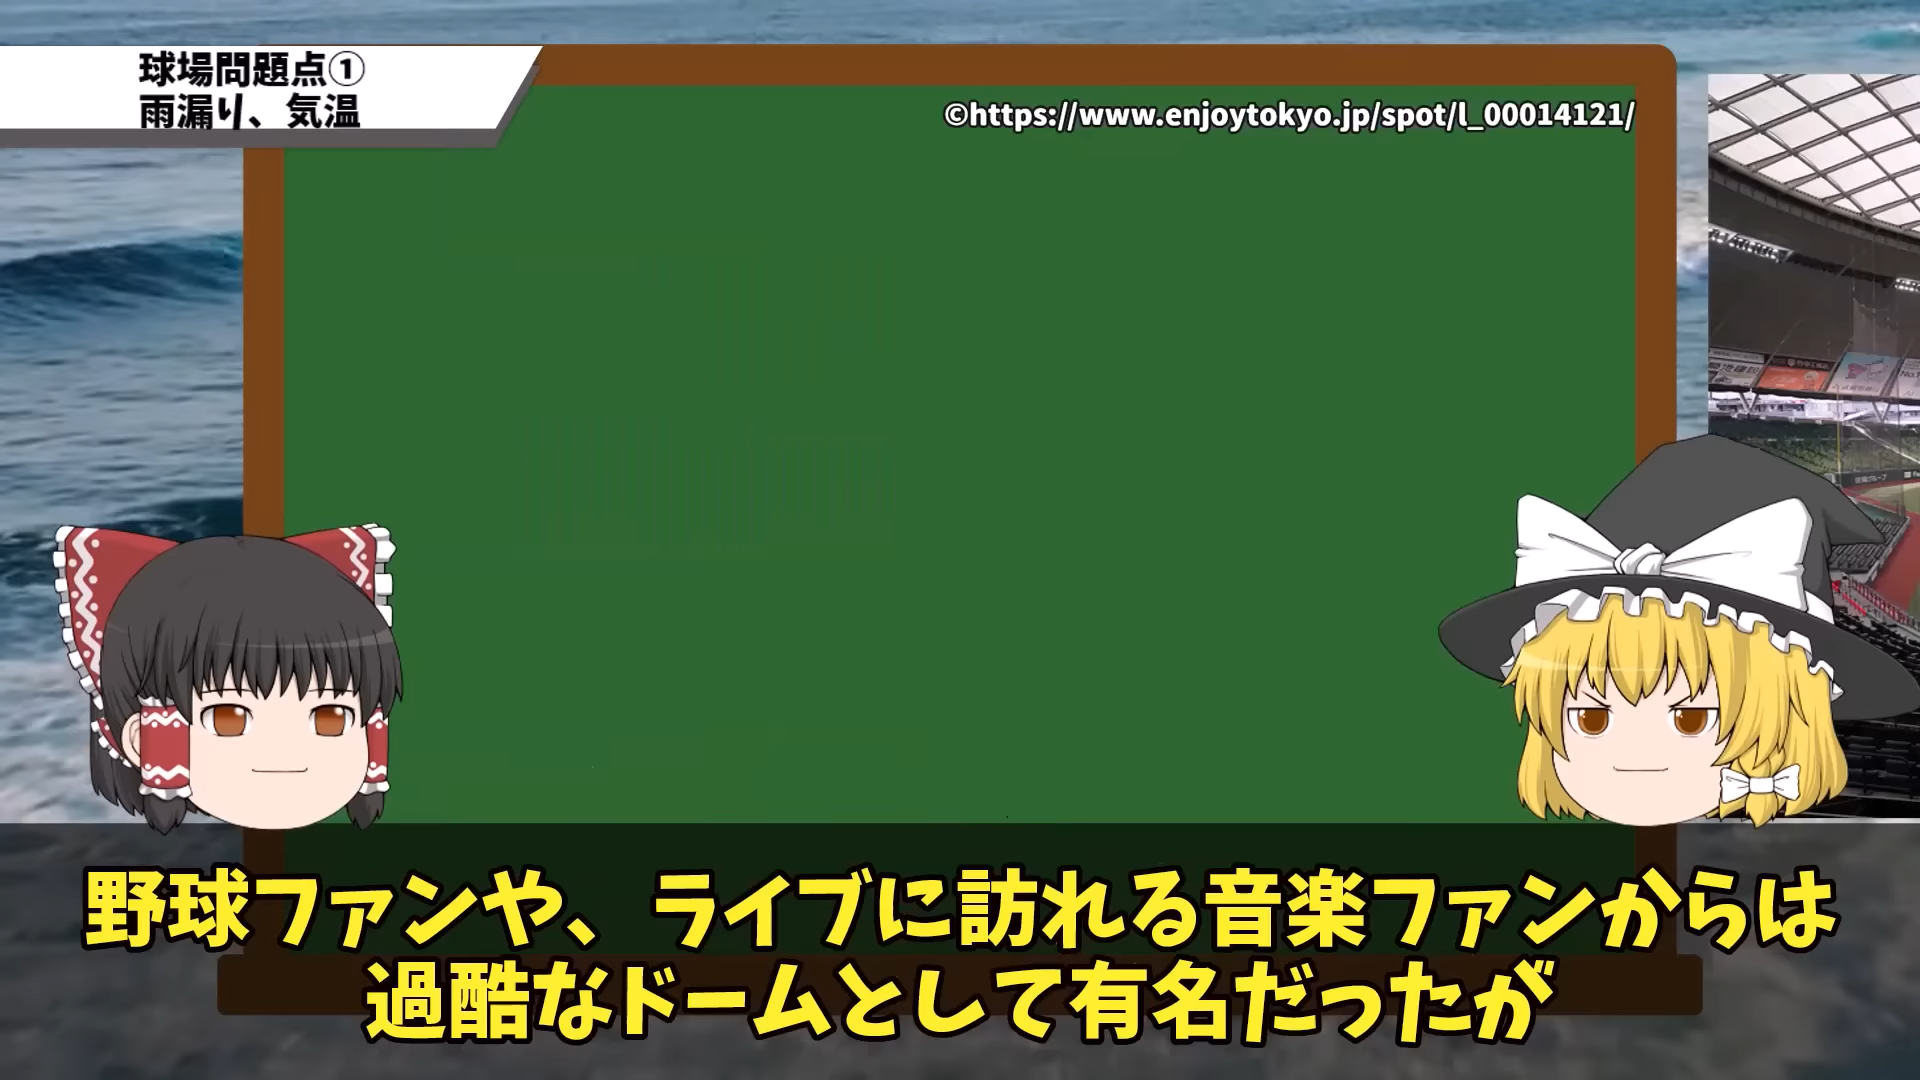 球場問題点①
雨漏り、気温
©https://www.enjoytokyo.jp/spot/l_00014121/
野球ファンや、ライブに訪れる音楽ファンからは
過酷なドームとして有名だったが